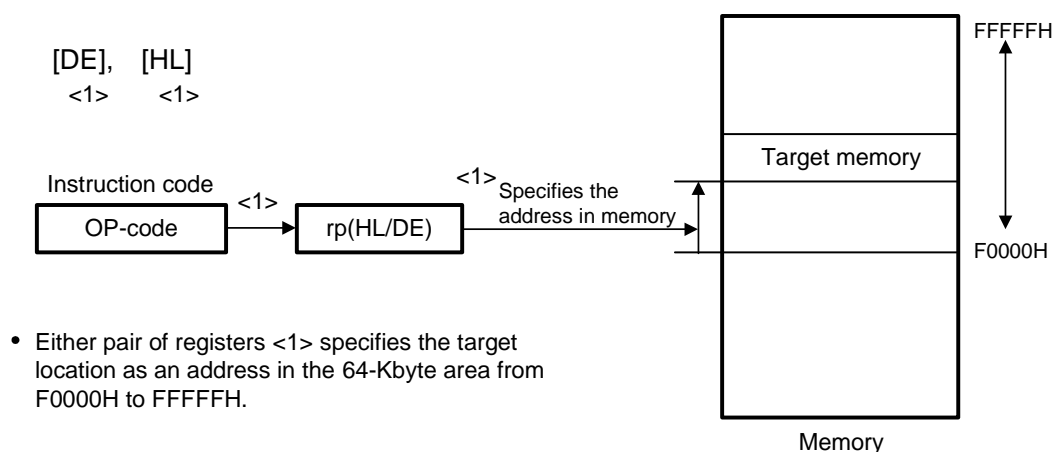 FFFFFH
[DE], [HL]
<1> <1>
Target memory
Instruction code
<1>
<1>
Specifies the
address in memory
OP-code
rp(HL/DE)
F0000H
• Either pair of registers <1> specifies the target
location as an address in the 64-Kbyte area from
F0000H to FFFFFH.
Memory